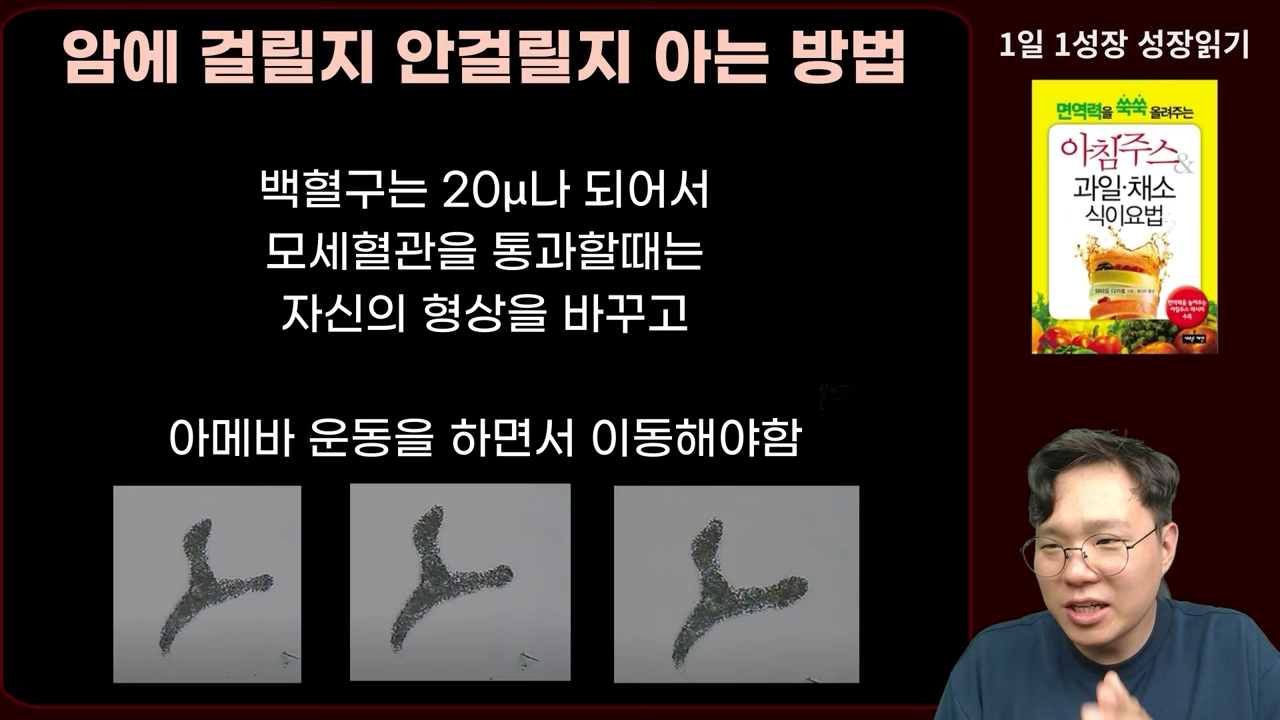 암에 걸릴지 안걸릴지 아는 방법
1일 1성장 성장읽기
백혈구는 20μ나 되어서
모세혈관을 통과할때는
자신의 형상을 바꾸고
아메바 운동을 하면서 이동해야함
면역력을 쑥쑥 올려주는
아침주스 &
과일·채소
식이요법